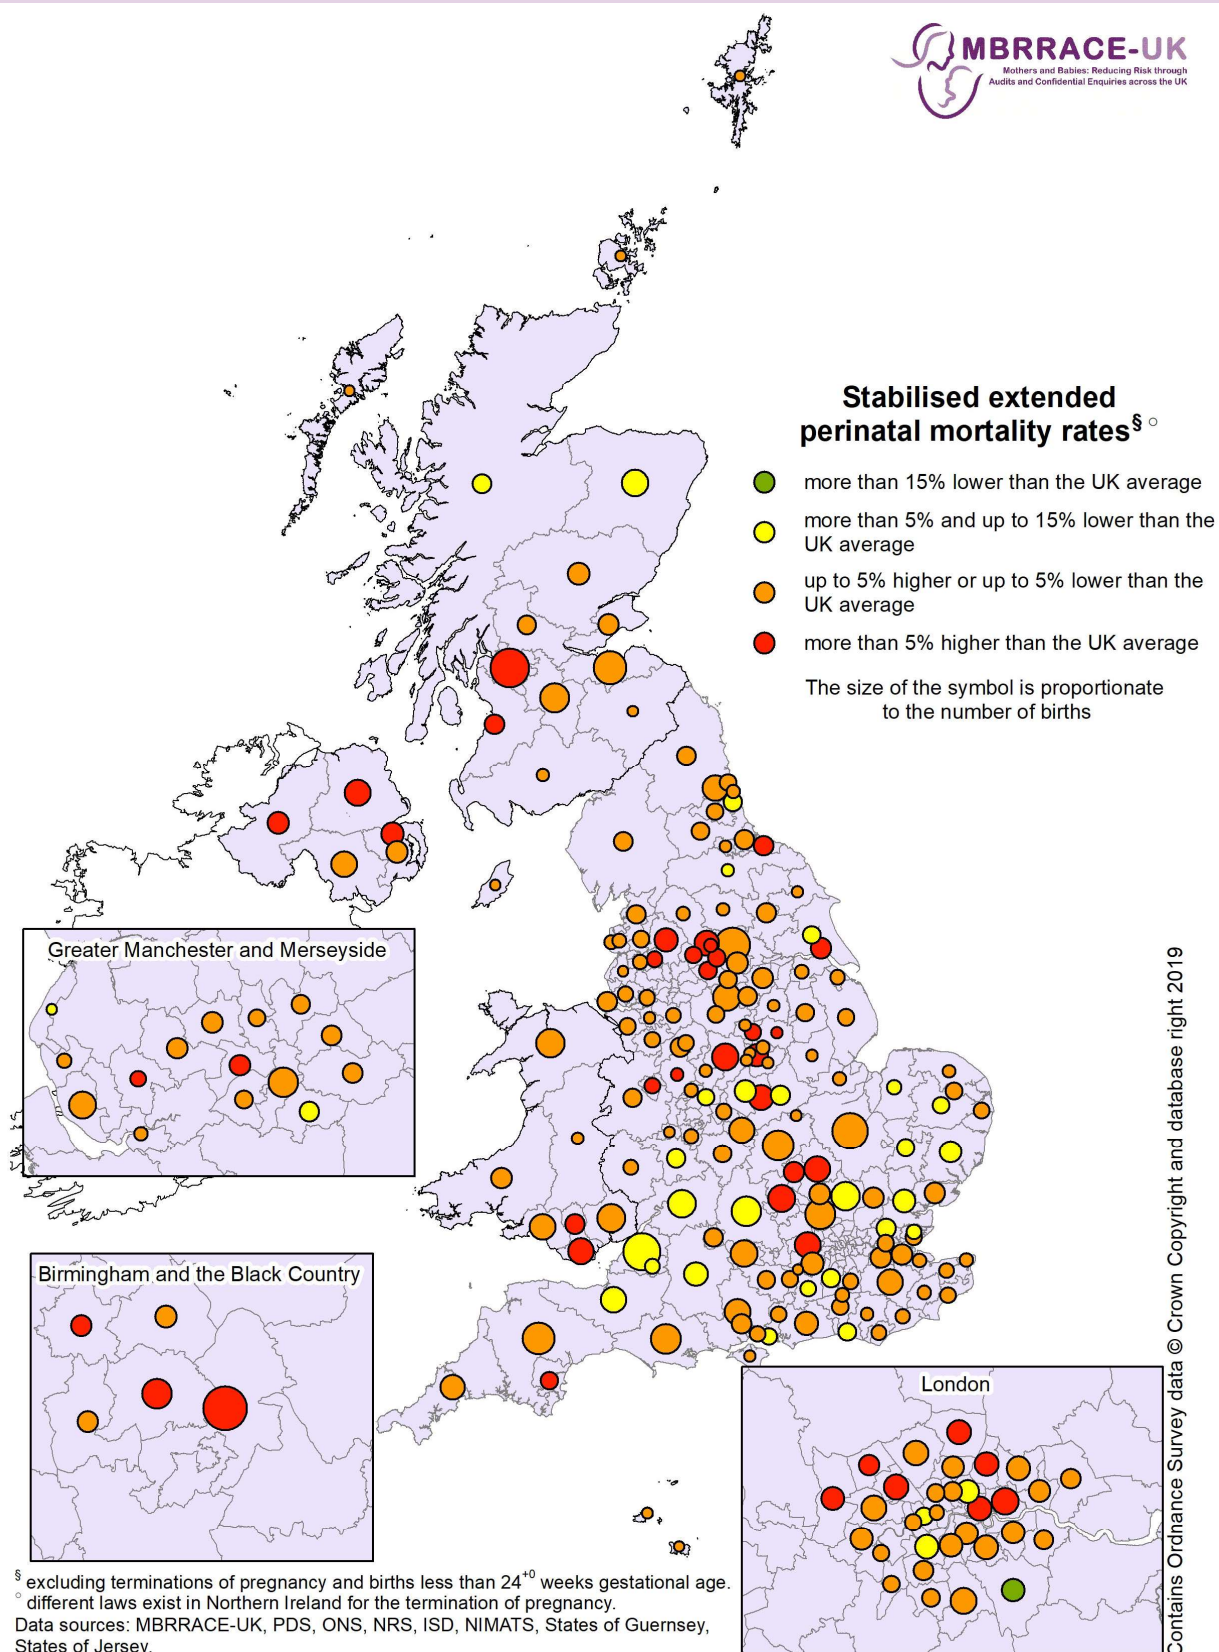 MBRRACE-UK
Mothers and Babies: Reducing Risk through
Audits and Confidential Enquiries across the UK
Stabilised extended
perinatal mortality rates§ ○
more than 15% lower than the UK average
more than 5% and up to 15% lower than the
UK average
up to 5% higher or up to 5% lower than the
UK average
more than 5% higher than the UK average
The size of the symbol is proportionate
to the number of births
Greater Manchester and Merseyside
Birmingham and the Black Country
London
§ excluding terminations of pregnancy and births less than 24+0 weeks gestational age.
○ different laws exist in Northern Ireland for the termination of pregnancy.
Data sources: MBRRACE-UK, PDS, ONS, NRS, ISD, NIMATS, States of Guernsey,
States of Jersey.
Contains Ordnance Survey data © Crown Copyright and database right 2019